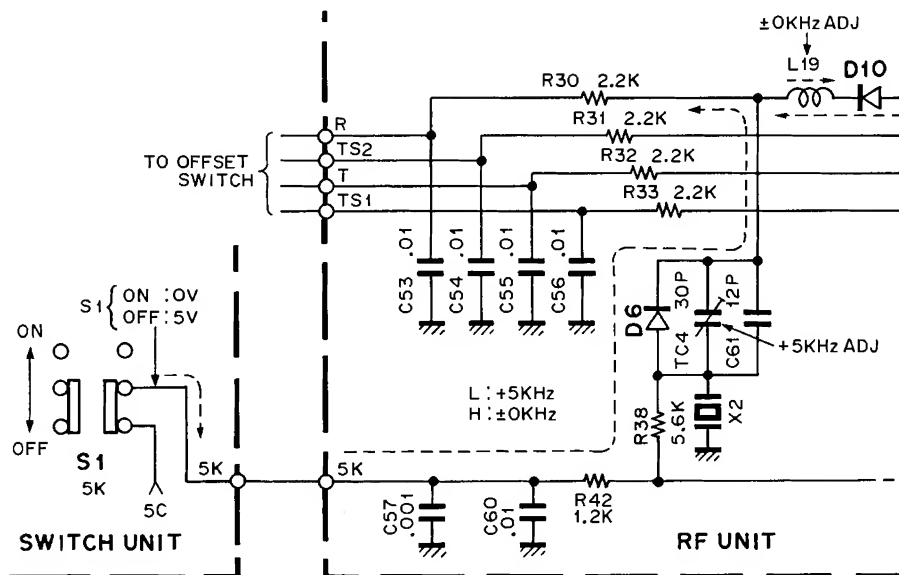 ±0KHz ADJ
L19
D10
R30 2.2K
R31
2.2K
R
TS2
R32 2.2K
TO OFFSET
SWITCH
T
R33
2.2K
TS1
C53 .01
C54 .01
C55 .01
C56 .01
S1 { ON :0V
OFF:5V
D6
TC4 30P
C61 12P
+5KHz ADJ
ON
OFF
L:+5KHz
H:±0KHz
R38 5.6K
X2
S1
5K
5C
5K
5K
C57 .001
C60 .01
R42
1.2K
SWITCH UNIT
RF UNIT